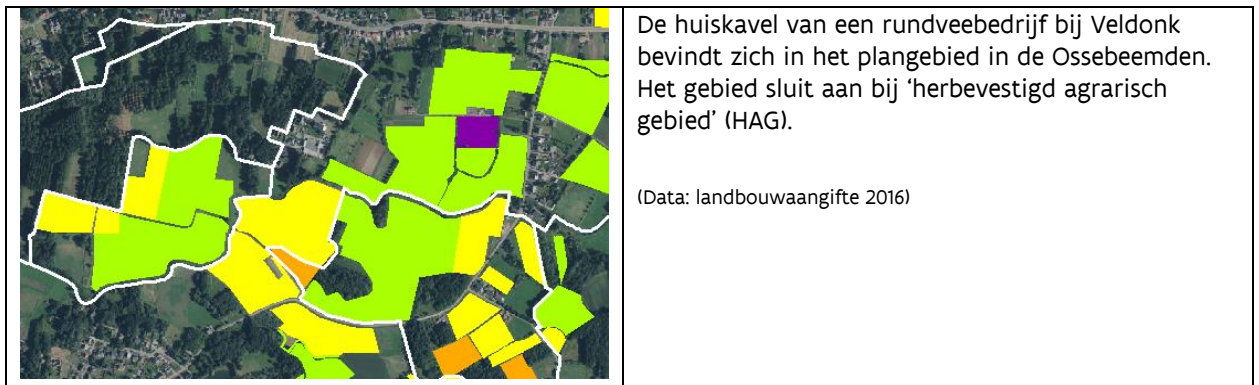 De huiskavel van een rundveebedrijf bij Veldonk
bevindt zich in het plangebied in de Ossebeemden.
Het gebied sluit aan bij ‘herbevestigd agrarisch
gebied’ (HAG).
(Data: landbouwaangifte 2016)